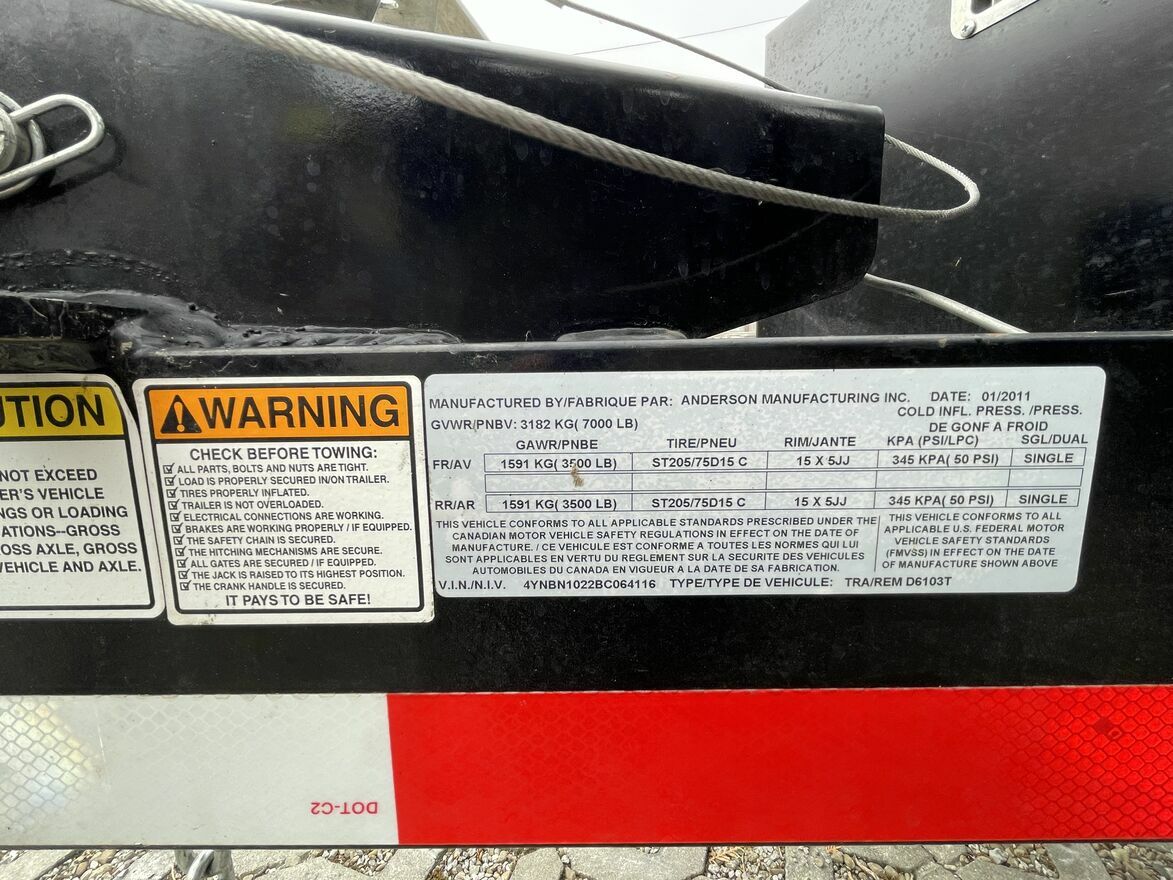 UTION
NOT EXCEED
ER'S VEHICLE
NGS OR LOADING
ATIONS--GROSS
OSS AXLE, GROSS
VEHICLE AND AXLE.
WARNING
CHECK BEFORE TOWING:
ALL PARTS, BOLTS AND NUTS ARE TIGHT.
LOAD IS PROPERLY SECURED IN/ON TRAILER.
TIRES PROPERLY INFLATED.
TRAILER IS NOT OVERLOADED.
ELECTRICAL CONNECTIONS ARE WORKING.
BRAKES ARE WORKING PROPERLY / IF EQUIPPED.
THE SAFETY CHAIN IS SECURED.
THE HITCHING MECHANISMS ARE SECURE.
ALL GATES ARE SECURED / IF EQUIPPED.
THE JACK IS RAISED TO ITS HIGHEST POSITION.
THE CRANK HANDLE IS SECURED.
IT PAYS TO BE SAFE!
MANUFACTURED BY/FABRIQUE PAR: ANDERSON MANUFACTURING INC. DATE: 01/2011
GVWR/PNBV: 3182 KG( 7000 LB)
COLD INFL. PRESS. /PRESS.
DE GONF A FROID
GAWR/PNBE TIRE/PNEU RIM/JANTE KPA (PSI/LPC) SGL/DUAL
FR/AV 1591 KG( 3500 LB) ST205/75D15 C 15 X 5JJ 345 KPA( 50 PSI) SINGLE
RR/AR 1591 KG( 3500 LB) ST205/75D15 C 15 X 5JJ 345 KPA( 50 PSI) SINGLE
THIS VEHICLE CONFORMS TO ALL APPLICABLE STANDARDS PRESCRIBED UNDER THE
CANADIAN MOTOR VEHICLE SAFETY REGULATIONS IN EFFECT ON THE DATE OF
MANUFACTURE. / CE VEHICULE EST CONFORME A TOUTES LES NORMES QUI LUI
SONT APPLICABLES EN VERTU DU REGLEMENT SUR LA SECURITE DES VEHICULES
AUTOMOBILES DU CANADA EN VIGUEUR A LA DATE DE SA FABRICATION.
THIS VEHICLE CONFORMS TO ALL
APPLICABLE U.S. FEDERAL MOTOR
VEHICLE SAFETY STANDARDS
(FMVSS) IN EFFECT ON THE DATE
OF MANUFACTURE SHOWN ABOVE
V.I.N./N.I.V. 4YNBN1022BC064116 TYPE/TYPE DE VEHICULE: TRA/REM D6103T
DOT-C2